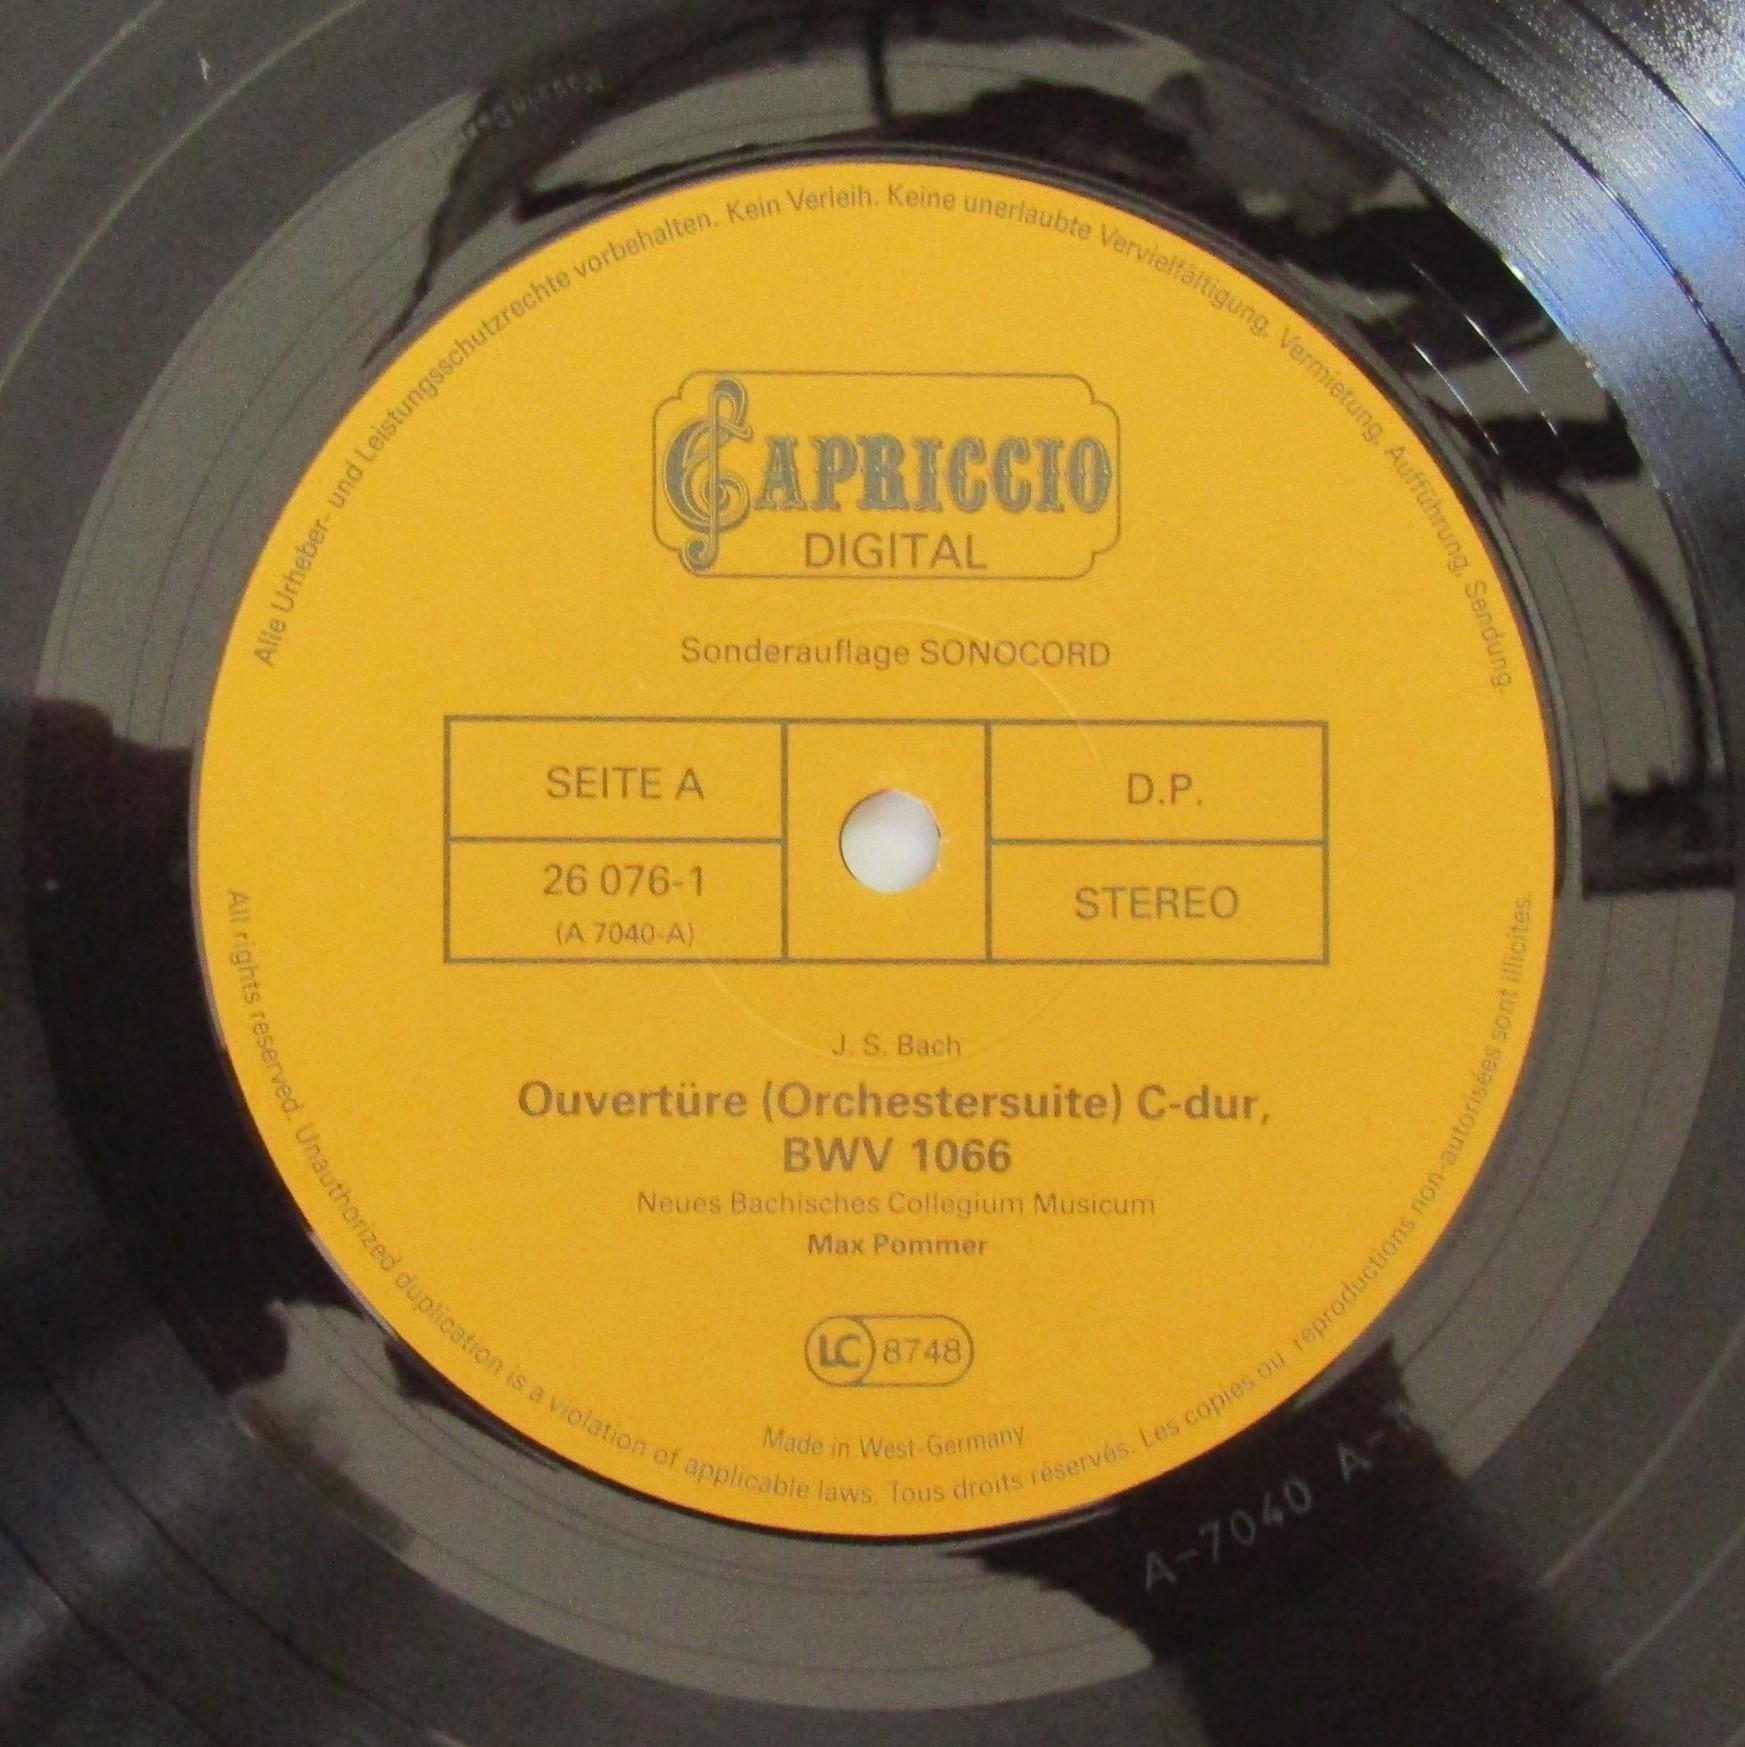 Alle Urheber- und Leistungsschutzrechte vorbehalten. Kein Verleih. Keine unerlaubte Vervielfältigung, Vermietung, Aufführung, Sendung.
CAPRICCIO
DIGITAL
Sonderauflage SONOCORD
SEITE A
D.P.
26 076-1
(A 7040-A)
STEREO
J. S. Bach
Ouvertüre (Orchestersuite) C-dur,
BWV 1066
Neues Bachisches Collegium Musicum
Max Pommer
LC 8748
Made in West-Germany
All rights reserved. Unauthorized duplication is a violation of applicable laws. Tous droits réservés. Les copies ou reproductions non-autorisées sont illicites.
A-7040 A-